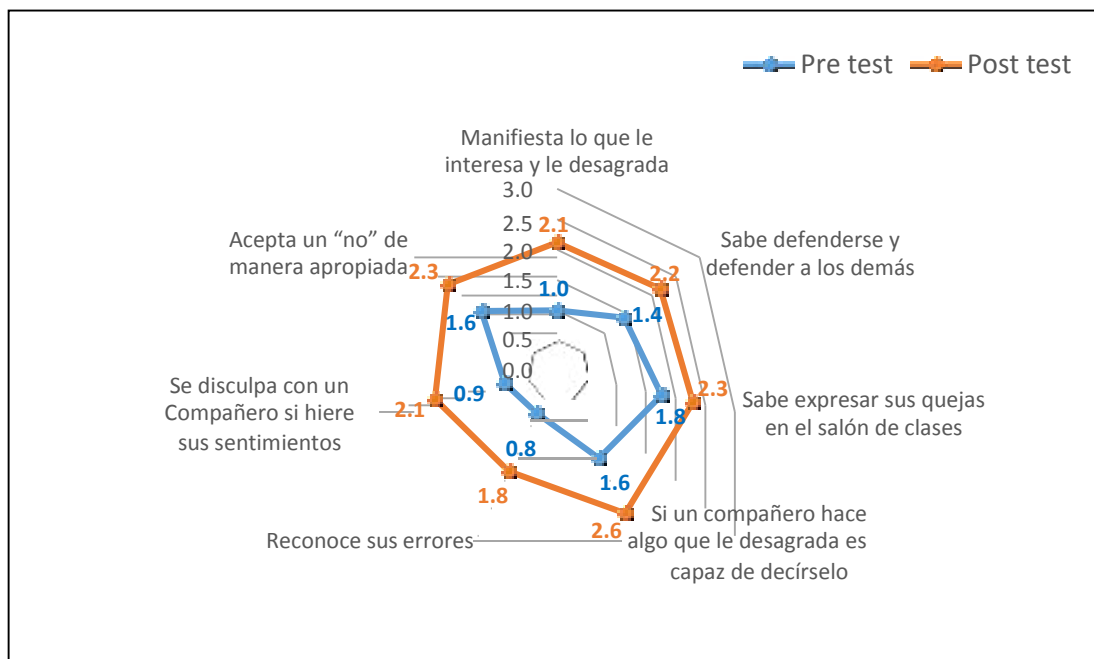 Pre test
Post test
Manifiesta lo que le
interesa y le desagrada
3.0
2.5
2.0
1.5
1.0
0.5
0.0
2.1
1.0
Acepta un “no” de
manera apropiada
2.3
1.6
Sabe defenderse y
defender a los demás
2.2
1.4
Se disculpa con un
Compañero si hiere
sus sentimientos
2.1
0.9
Sabe expresar sus quejas
en el salón de clases
2.3
1.8
Reconoce sus errores
1.8
0.8
Si un compañero hace
algo que le desagrada es
capaz de decírselo
2.6
1.6